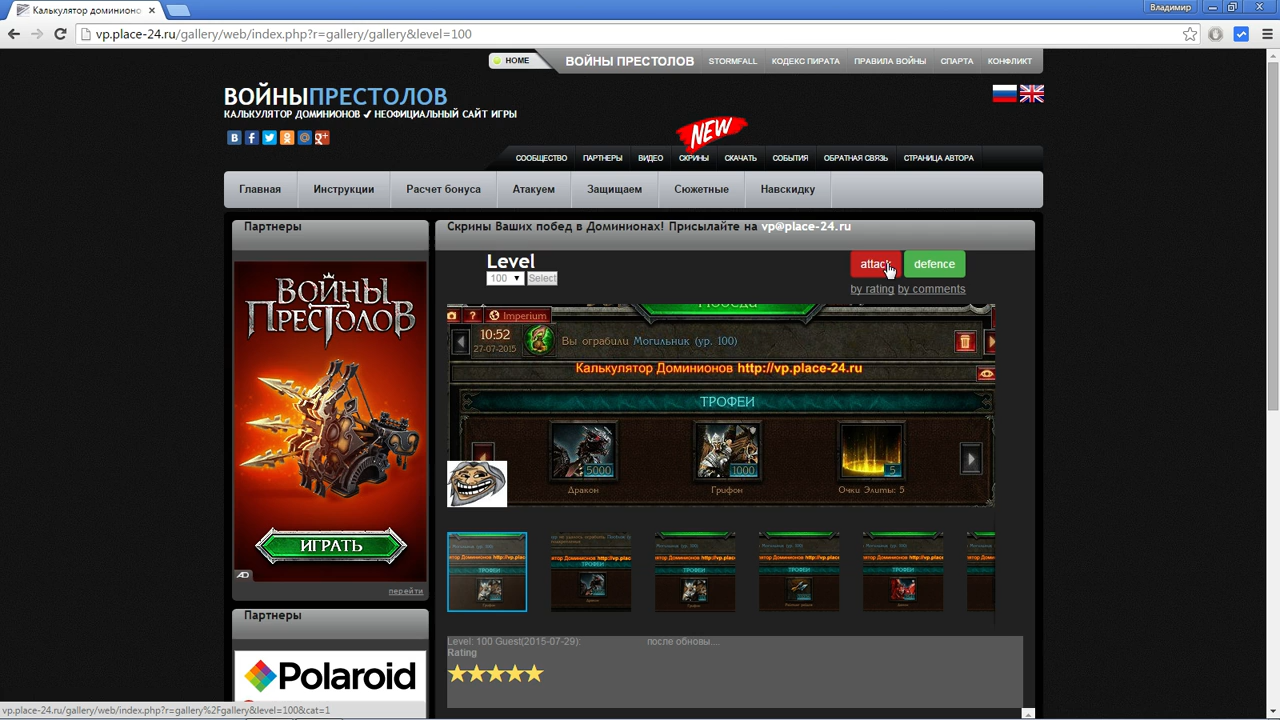 Калькулятор доминионо
Владимир
vp.place-24.ru/gallery/web/index.php?r=gallery/gallery&level=100
HOME
ВОЙНЫ ПРЕСТОЛОВ
STORMFALL
КОДЕКС ПИРАТА
ПРАВИЛА ВОЙНЫ
СПАРТА
КОНФЛИКТ
ВОЙНЫПРЕСТОЛОВ
КАЛЬКУЛЯТОР ДОМИНИОНОВ ✔ НЕОФИЦИАЛЬНЫЙ САЙТ ИГРЫ
NEW
СООБЩЕСТВО
ПАРТНЕРЫ
ВИДЕО
СКРИНЫ
СКАЧАТЬ
СОБЫТИЯ
ОБРАТНАЯ СВЯЗЬ
СТРАНИЦА АВТОРА
Главная
Инструкции
Расчет бонуса
Атакуем
Защищаем
Сюжетные
Навскидку
Партнеры
Скрины Ваших побед в Доминионах! Присылайте на vp@place-24.ru
Level
100
Select
attack
defence
by rating by comments
ВОЙНЫ
ПРЕСТОЛОВ
ИГРАТЬ
перейти
Победа
Imperium
10:52
27-07-2015
Вы ограбили Могильник (ур. 100)
Калькулятор Доминионов http://vp.place-24.ru
ТРОФЕИ
5000
1000
5
Дракон
Грифон
Очки Элиты: 5
Level: 100 Guest(2015-07-29): после обновы....
Rating
Партнеры
Polaroid
vp.place-24.ru/gallery/web/index.php?r=gallery%2Fgallery&level=100&cat=1